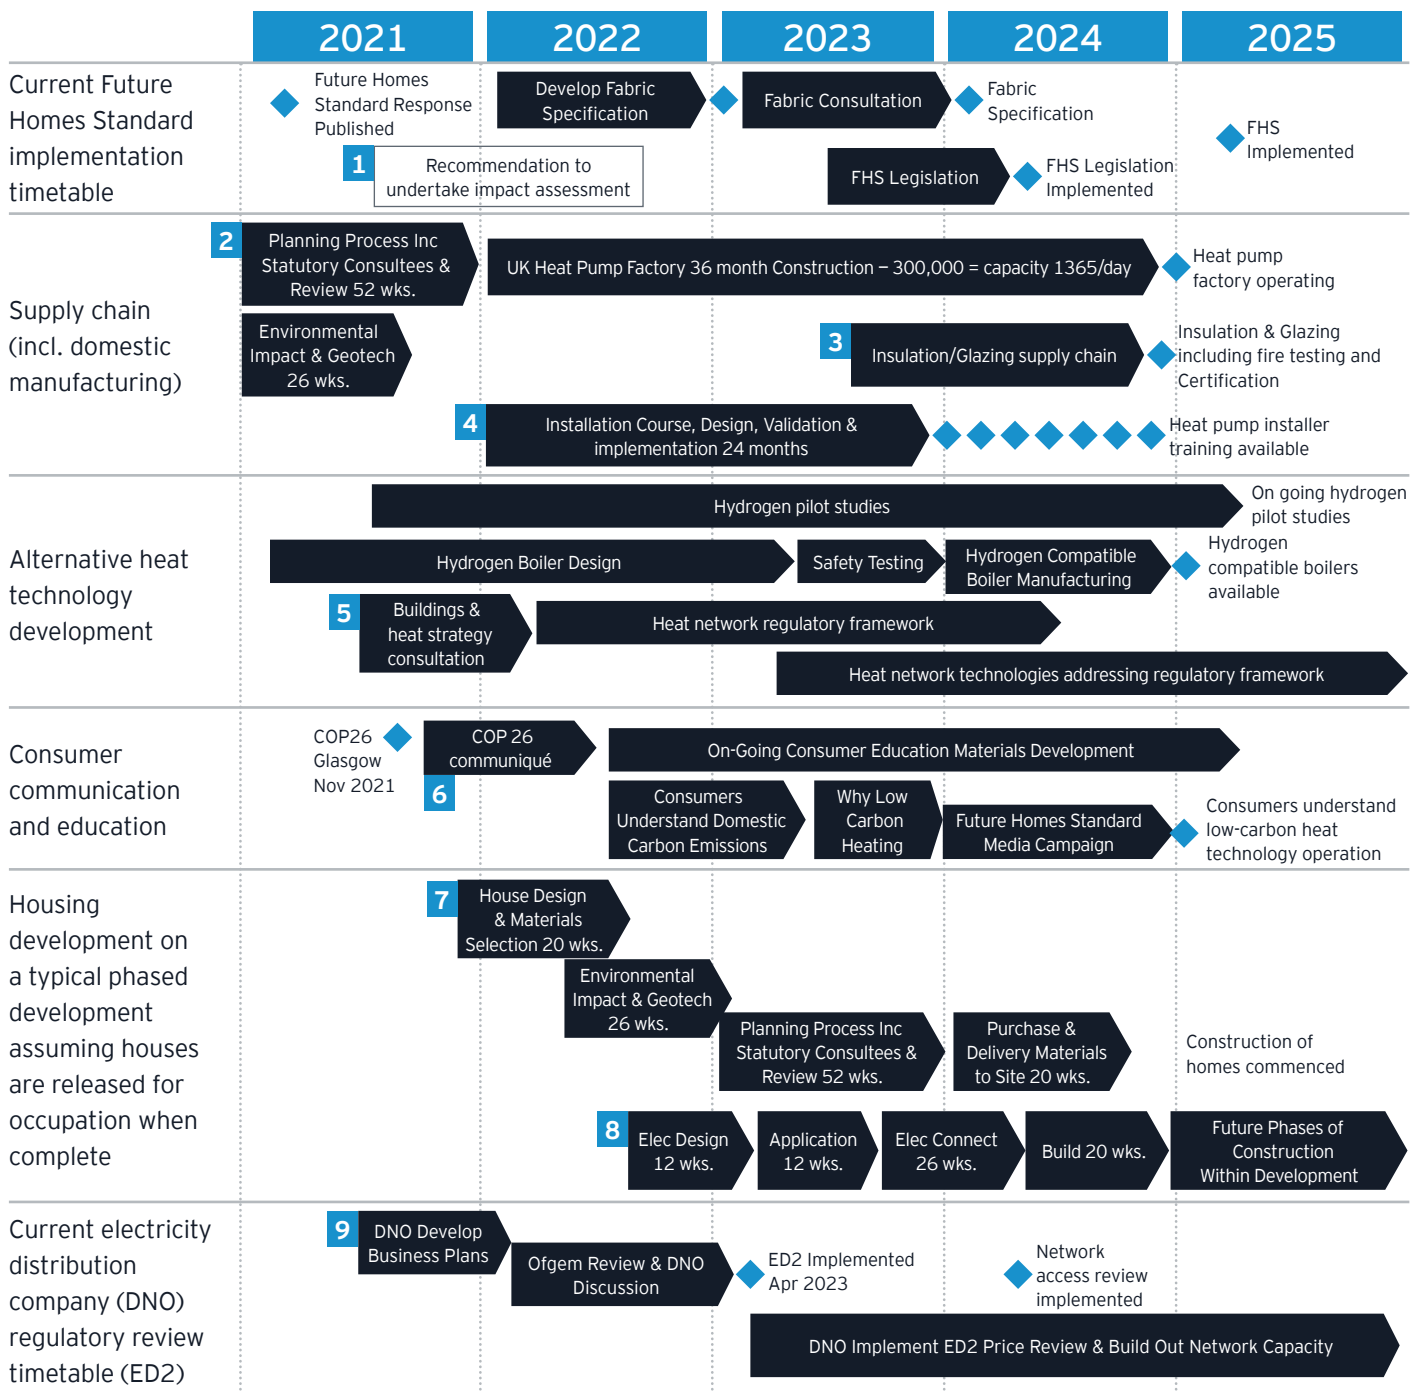 2021
2022
2023
2024
2025
Current Future
Homes Standard
implementation
timetable
Future Homes
Standard Response
Published
Develop Fabric
Specification
Fabric Consultation
Fabric
Specification
FHS
Implemented
1
Recommendation to
undertake impact assessment
FHS Legislation
FHS Legislation
Implemented
Supply chain
(incl. domestic
manufacturing)
2
Planning Process Inc
Statutory Consultees &
Review 52 wks.
UK Heat Pump Factory 36 month Construction – 300,000 = capacity 1365/day
Heat pump
factory operating
Environmental
Impact & Geotech
26 wks.
3
Insulation/Glazing supply chain
Insulation & Glazing
including fire testing and
Certification
4
Installation Course, Design, Validation &
implementation 24 months
Heat pump installer
training available
Alternative heat
technology
development
Hydrogen pilot studies
On going hydrogen
pilot studies
Hydrogen Boiler Design
Safety Testing
Hydrogen Compatible
Boiler Manufacturing
Hydrogen
compatible boilers
available
5
Buildings &
heat strategy
consultation
Heat network regulatory framework
Heat network technologies addressing regulatory framework
Consumer
communication
and education
COP26
Glasgow
Nov 2021
COP 26
communiqué
6
On-Going Consumer Education Materials Development
Consumers
Understand Domestic
Carbon Emissions
Why Low
Carbon
Heating
Future Homes Standard
Media Campaign
Consumers understand
low-carbon heat
technology operation
Housing
development on
a typical phased
development
assuming houses
are released for
occupation when
complete
7
House Design
& Materials
Selection 20 wks.
Environmental
Impact & Geotech
26 wks.
Planning Process Inc
Statutory Consultees &
Review 52 wks.
Purchase &
Delivery Materials
to Site 20 wks.
Construction of
homes commenced
8
Elec Design
12 wks.
Application
12 wks.
Elec Connect
26 wks.
Build 20 wks.
Future Phases of
Construction
Within Development
Current electricity
distribution
company (DNO)
regulatory review
timetable (ED2)
9
DNO Develop
Business Plans
Ofgem Review & DNO
Discussion
ED2 Implemented
Apr 2023
Network
access review
implemented
DNO Implement ED2 Price Review & Build Out Network Capacity